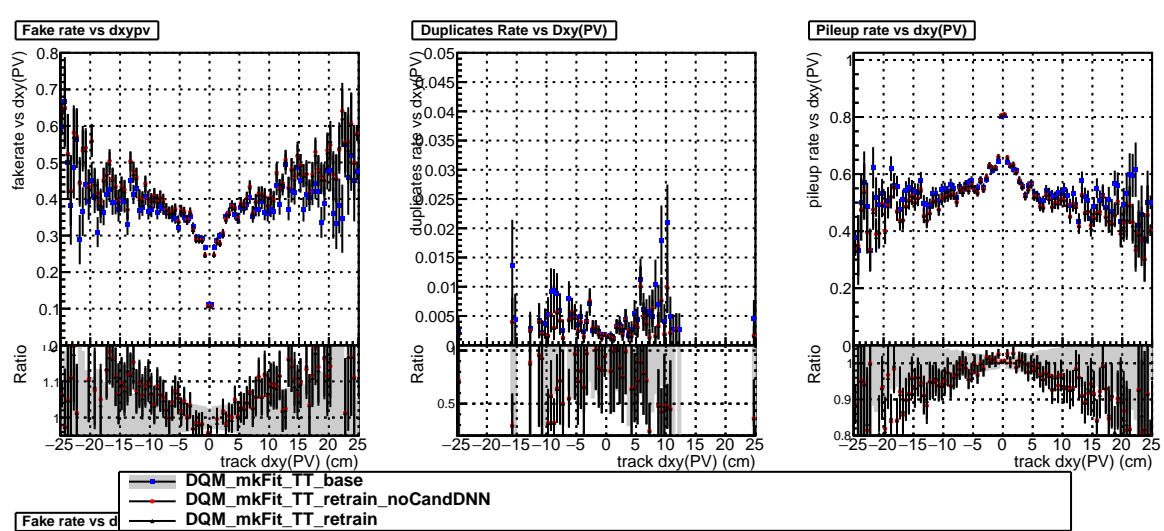 Fake rate vs dxypv
Duplicates Rate vs Dxy(PV)
Pileup rate vs dxy(PV)
fakerate vs dxy(PV)
0.8
0.7
0.6
0.5
0.4
0.3
0.2
0.1
0
Ratio
1.1
1
−25 −20 −15 −10 −5 0 5 10 15 20 25
track dxy(PV) (cm)
duplicates rate vs dxy(PV)
0.05
0.045
0.04
0.035
0.03
0.025
0.02
0.015
0.01
0.005
0
Ratio
0.5
−25 −20 −15 −10 −5 0 5 10 15 20 25
track dxy(PV) (cm)
pileup rate vs dxy(PV)
1
0.8
0.6
0.4
0.2
0
Ratio
1
0.9
0.8
−25 −20 −15 −10 −5 0 5 10 15 20 25
track dxy(PV) (cm)
DQM_mkFit_TT_base
DQM_mkFit_TT_retrain_noCandDNN
DQM_mkFit_TT_retrain
Fake rate vs d